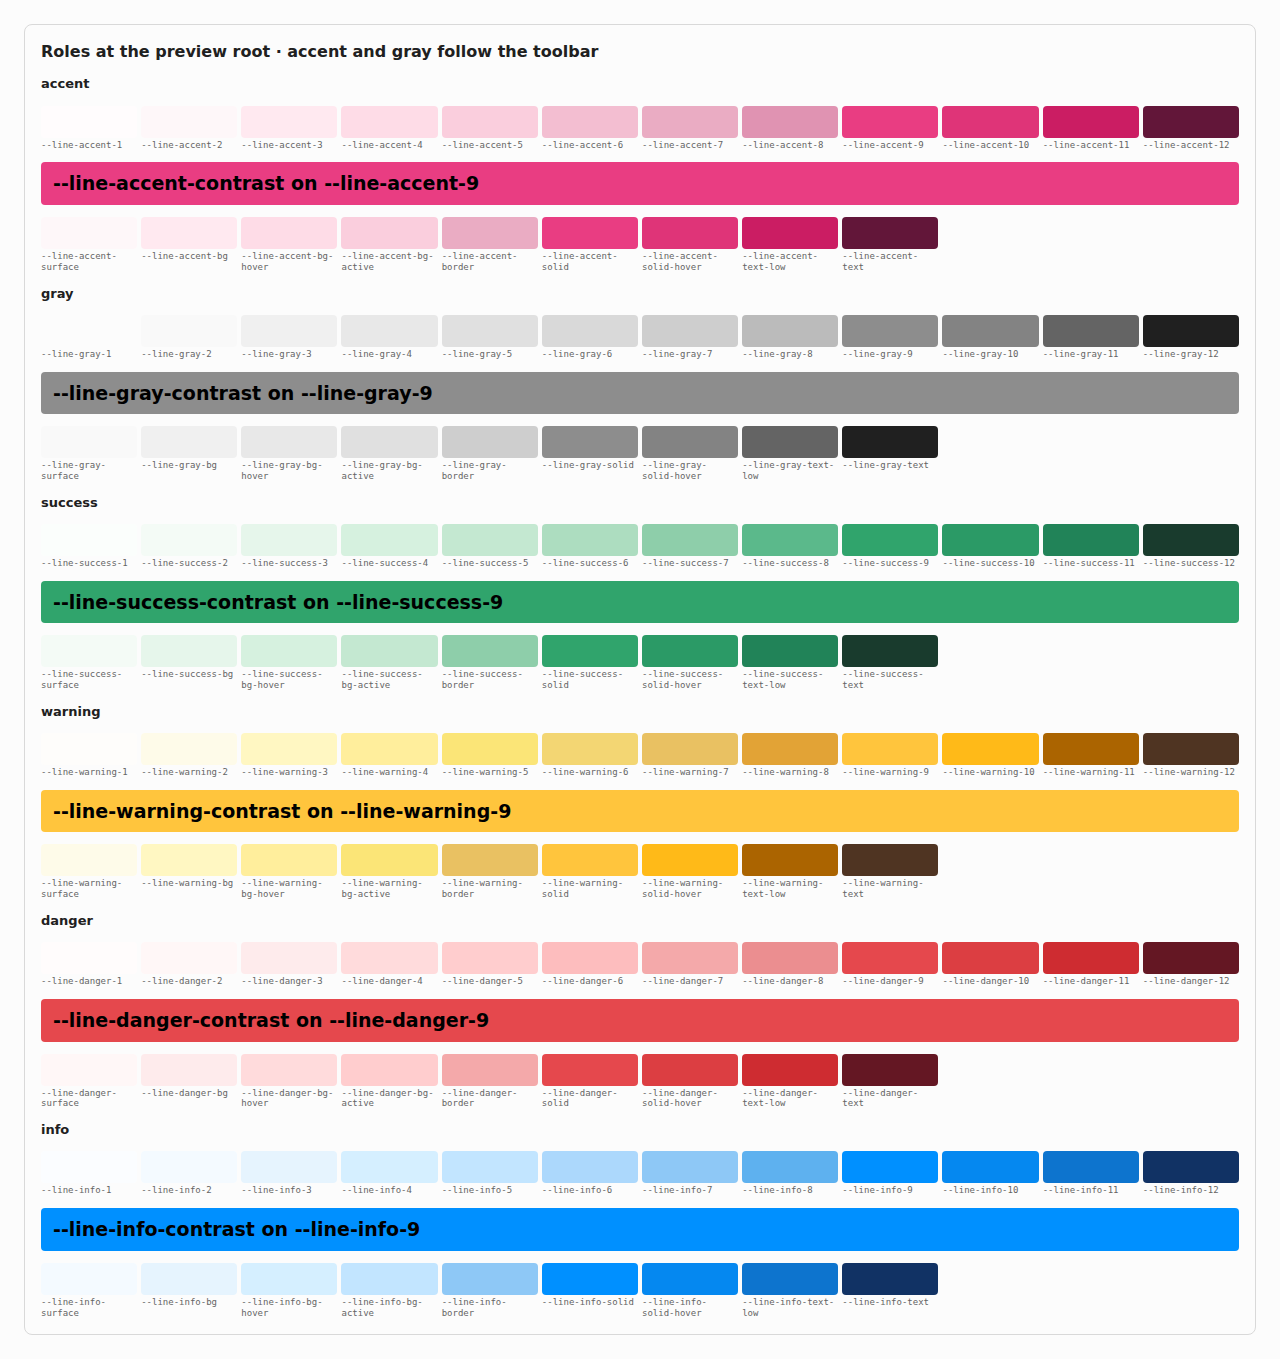 Roles at the preview root · accent and gray follow the toolbar
accent
--line-accent-1 --line-accent-2 --line-accent-3 --line-accent-4 --line-accent-5 --line-accent-6 --line-accent-7 --line-accent-8 --line-accent-9 --line-accent-10 --line-accent-11 --line-accent-12
--line-accent-contrast on --line-accent-9
--line-accent- --line-accent-bg --line-accent-bg- --line-accent-bg- --line-accent- --line-accent- --line-accent- --line-accent- --line-accent-
surface hover active border solid solid-hover text-low text
gray
--line-gray-1 --line-gray-2 --line-gray-3 --line-gray-4 --line-gray-5 --line-gray-6 --line-gray-7 --line-gray-8 --line-gray-9 --line-gray-10 --line-gray-11 --line-gray-12
--line-gray-contrast on --line-gray-9
--line-gray- --line-gray-bg --line-gray-bg- --line-gray-bg- --line-gray- --line-gray-solid --line-gray- --line-gray-text- --line-gray-text
surface hover active border solid-hover low
success
--line-success-1 --line-success-2 --line-success-3 --line-success-4 --line-success-5 --line-success-6 --line-success-7 --line-success-8 --line-success-9 --line-success-10 --line-success-11 --line-success-12
--line-success-contrast on --line-success-9
--line-success- --line-success-bg --line-success- --line-success- --line-success- --line-success- --line-success- --line-success- --line-success-
surface bg-hover bg-active border solid solid-hover text-low text
warning
--line-warning-1 --line-warning-2 --line-warning-3 --line-warning-4 --line-warning-5 --line-warning-6 --line-warning-7 --line-warning-8 --line-warning-9 --line-warning-10 --line-warning-11 --line-warning-12
--line-warning-contrast on --line-warning-9
--line-warning- --line-warning-bg --line-warning- --line-warning- --line-warning- --line-warning- --line-warning- --line-warning- --line-warning-
surface bg-hover bg-active border solid solid-hover text-low text
danger
--line-danger-1 --line-danger-2 --line-danger-3 --line-danger-4 --line-danger-5 --line-danger-6 --line-danger-7 --line-danger-8 --line-danger-9 --line-danger-10 --line-danger-11 --line-danger-12
--line-danger-contrast on --line-danger-9
--line-danger- --line-danger-bg --line-danger-bg- --line-danger-bg- --line-danger- --line-danger- --line-danger- --line-danger- --line-danger-
surface hover active border solid solid-hover text-low text
info
--line-info-1 --line-info-2 --line-info-3 --line-info-4 --line-info-5 --line-info-6 --line-info-7 --line-info-8 --line-info-9 --line-info-10 --line-info-11 --line-info-12
--line-info-contrast on --line-info-9
--line-info- --line-info-bg --line-info-bg- --line-info-bg- --line-info- --line-info-solid --line-info- --line-info-text- --line-info-text
surface hover active border solid-hover low